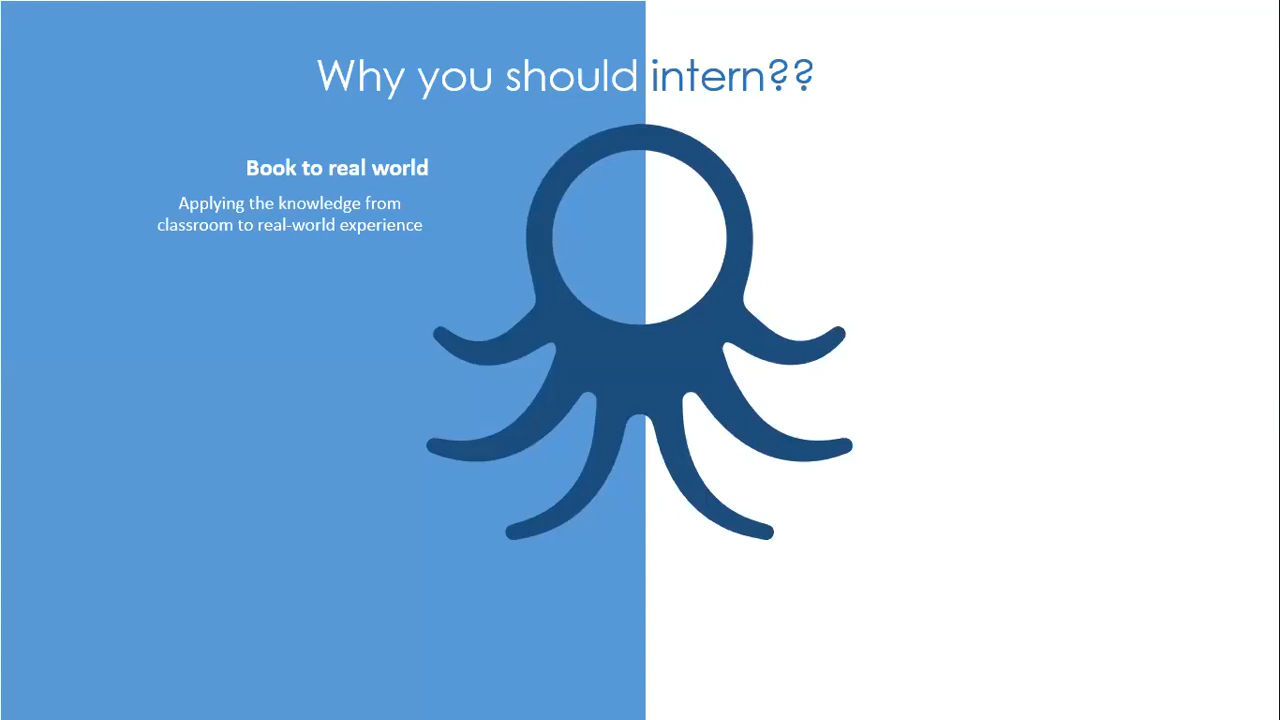 Why you should intern??
Book to real world
Applying the knowledge from
classroom to real-world experience